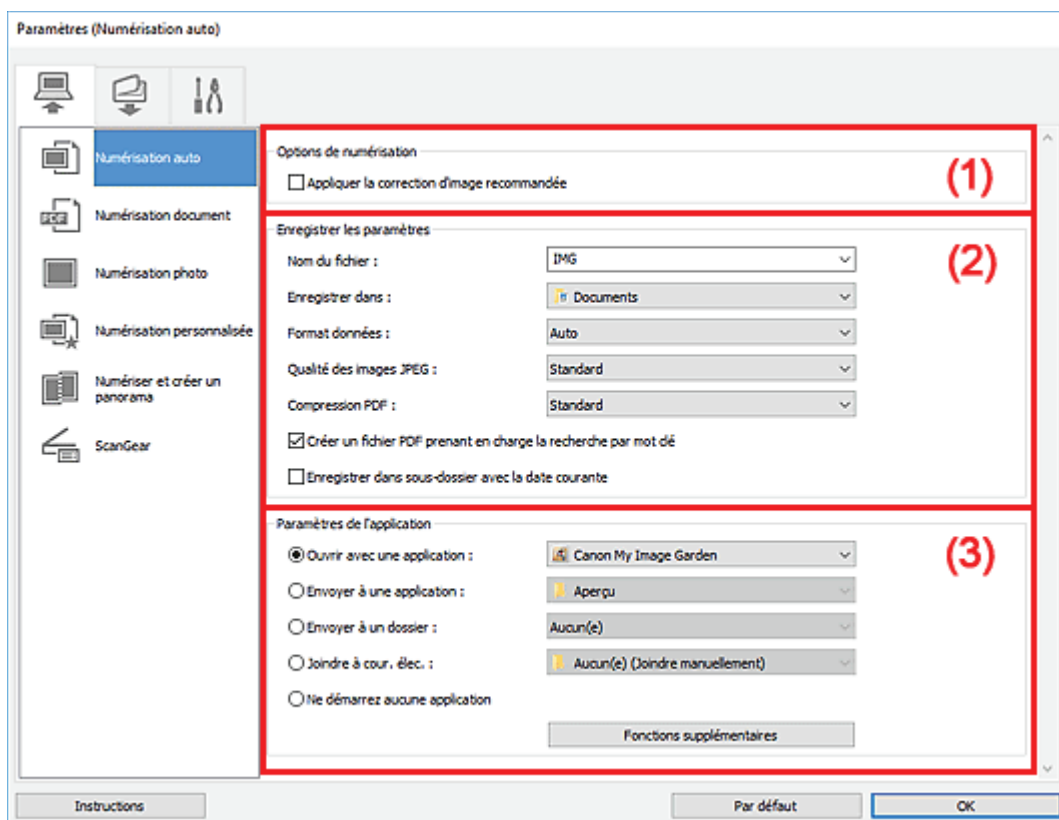 Paramètres (Numérisation auto)
Numérisation auto
Numérisation document
Numérisation photo
Numérisation personnalisée
Numériser et créer un
panorama
ScanGear
Options de numérisation
Appliquer la correction d'image recommandée
(1)
Enregistrer les paramètres
(2)
Nom du fichier : IMG
Enregistrer dans : Documents
Format données : Auto
Qualité des images JPEG : Standard
Compression PDF : Standard
Créer un fichier PDF prenant en charge la recherche par mot clé
Enregistrer dans sous-dossier avec la date courante
Paramètres de l'application
(3)
Ouvrir avec une application : Canon My Image Garden
Envoyer à une application : Aperçu
Envoyer à un dossier : Aucun(e)
Joindre à cour. élec. : Aucun(e) (Joindre manuellement)
Ne démarrez aucune application
Fonctions supplémentaires
Instructions
Par défaut
OK